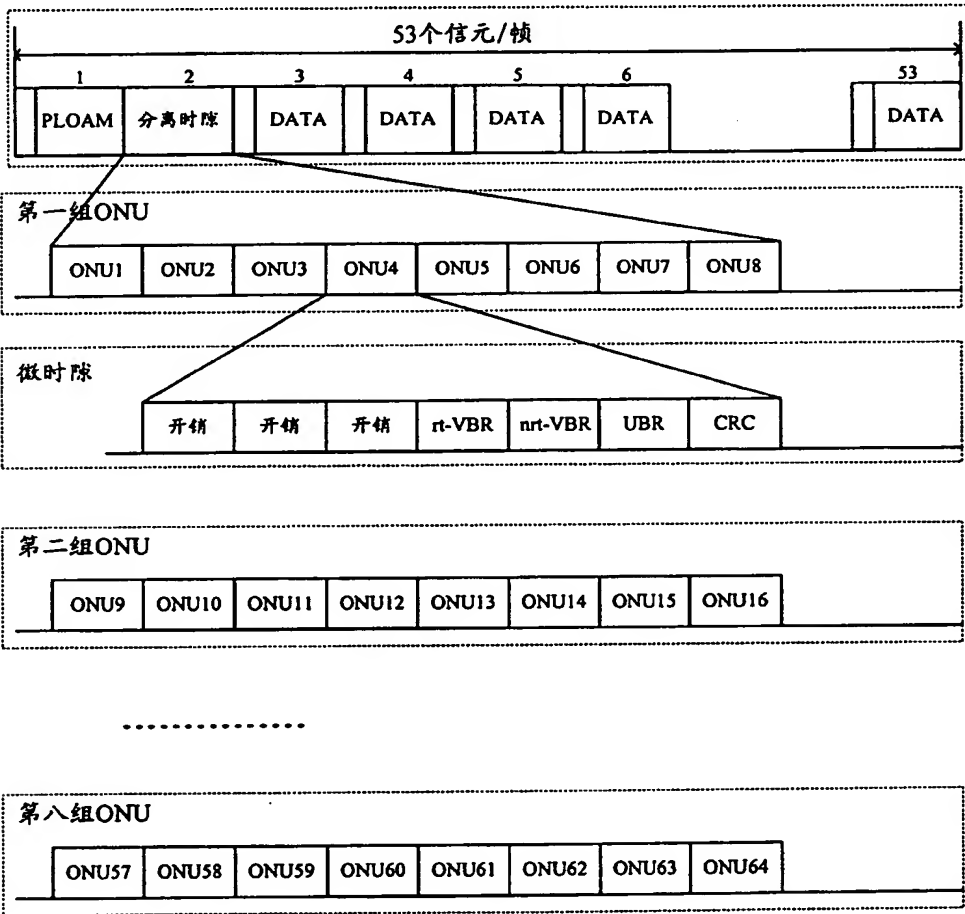 53个信元/帧
1 2 3 4 5 6 53
PLOAM 分离时隙 DATA DATA DATA DATA DATA
第一组ONU
ONU1 ONU2 ONU3 ONU4 ONU5 ONU6 ONU7 ONU8
微时隙
开销 开销 开销 rt-VBR nrt-VBR UBR CRC
第二组ONU
ONU9 ONU10 ONU11 ONU12 ONU13 ONU14 ONU15 ONU16
...............
第八组ONU
ONU57 ONU58 ONU59 ONU60 ONU61 ONU62 ONU63 ONU64